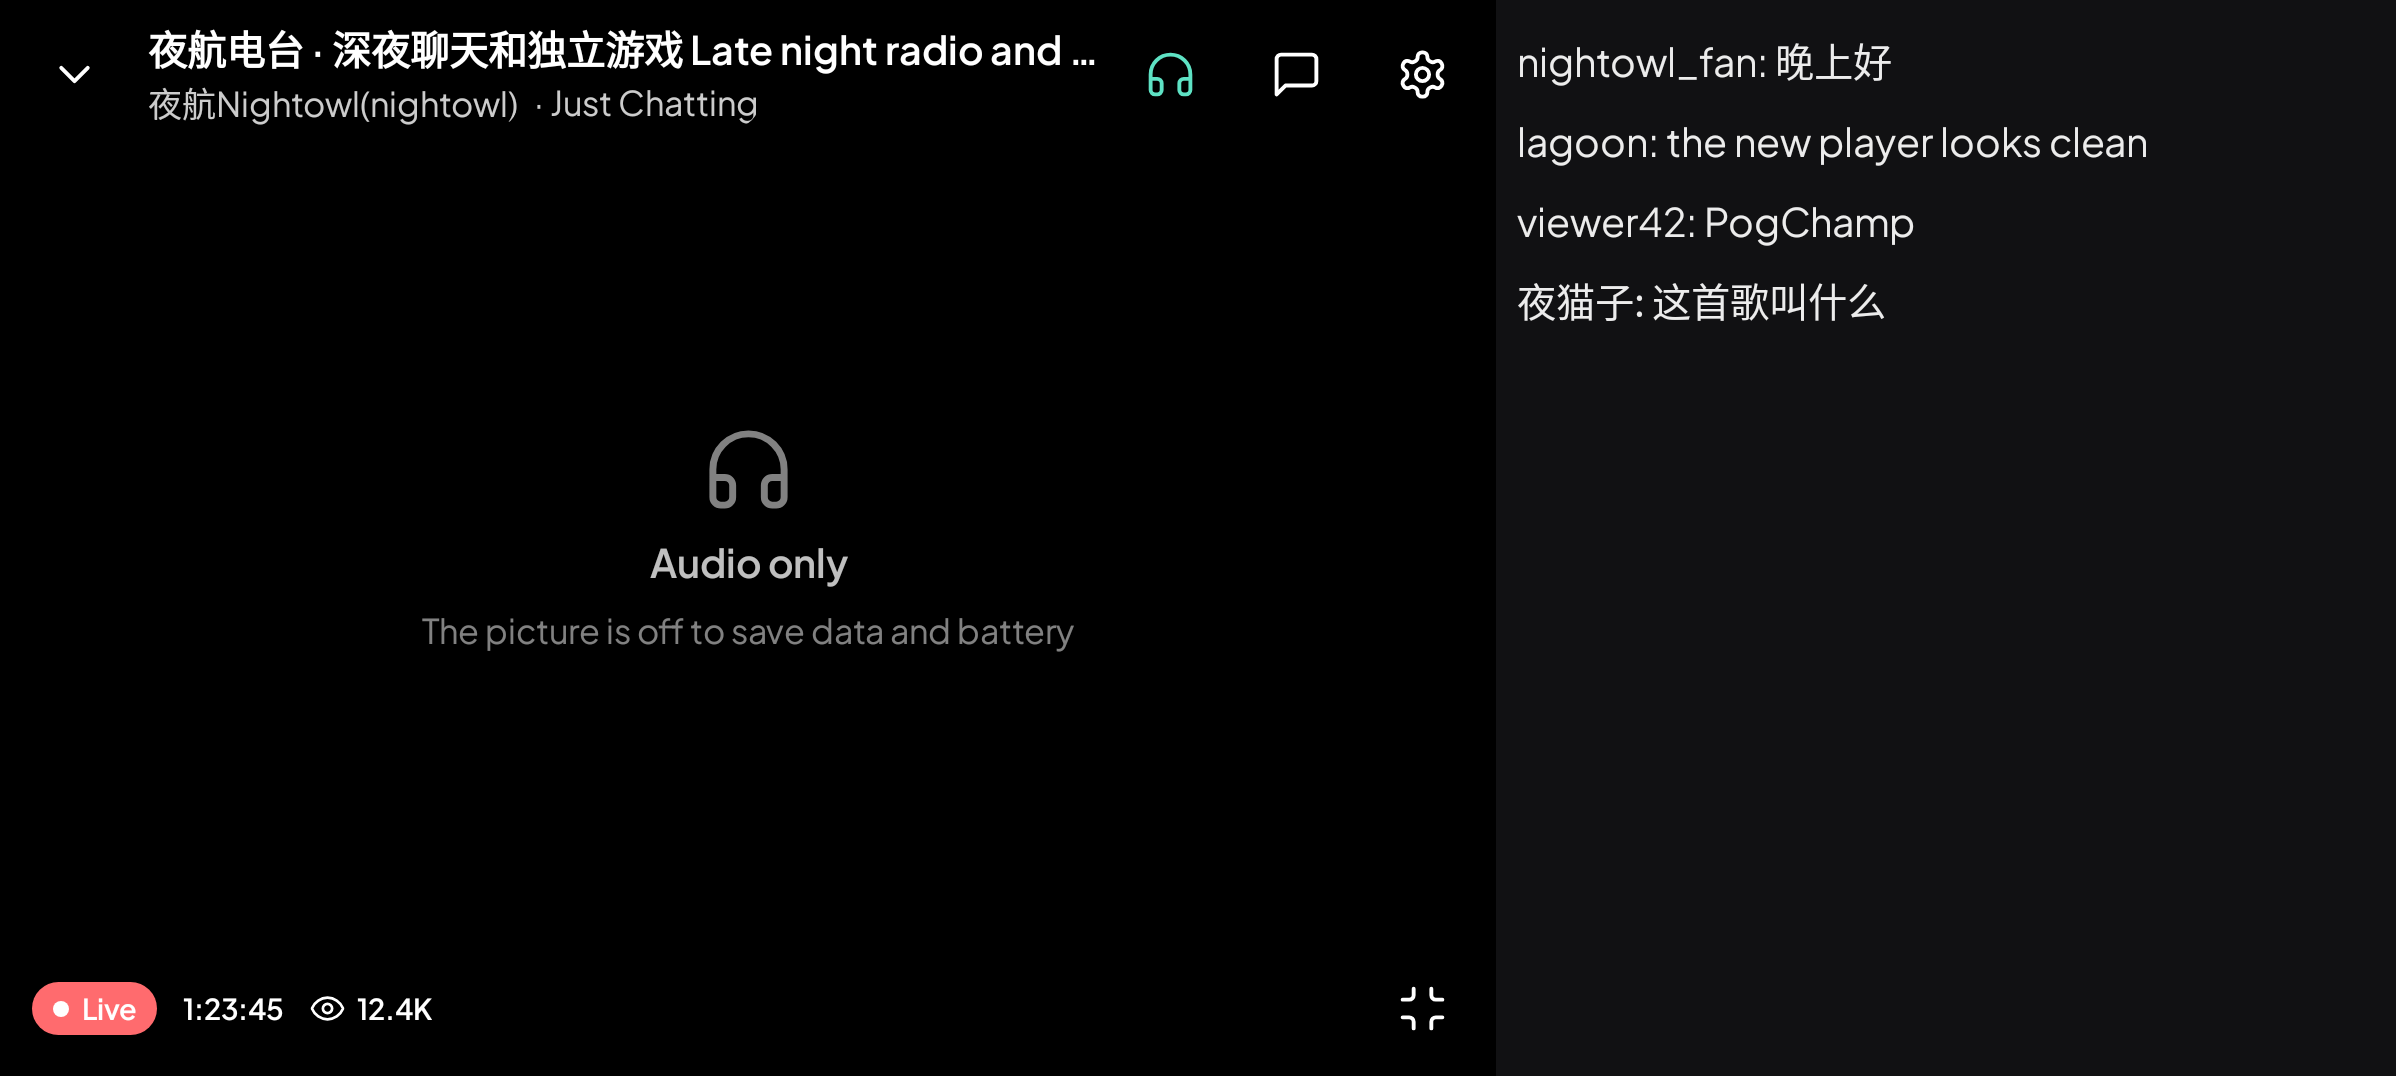 夜航电台 · 深夜聊天和独立游戏 Late night radio and ...
夜航Nightowl(nightowl) · Just Chatting
Audio only
The picture is off to save data and battery
Live 1:23:45 12.4K
nightowl_fan: 晚上好
lagoon: the new player looks clean
viewer42: PogChamp
夜猫子: 这首歌叫什么